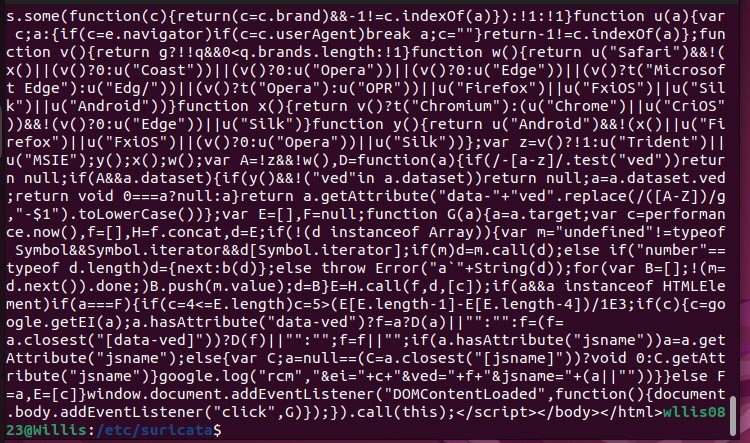 s.some(function(c){return(c=c.brand)&&-1!=c.indexOf(a)}):!1:!1}function u(a){var
 c;a:{if(c=e.navigator)if(c=c.userAgent)break a;c=""}return-1!=c.indexOf(a)};fun
ction v(){return g?!!q&&0<q.brands.length:!1}function w(){return u("Safari")&&!(
x()||(v()?0:u("Coast"))||(v()?0:u("Opera"))||(v()?0:u("Edge"))||(v()?t("Microsof
t Edge"):u("Edg/"))||(v()?t("Opera"):u("OPR"))||u("Firefox")||u("FxiOS")||u("Sil
k")||u("Android"))}function x(){return v()?t("Chromium"):(u("Chrome")||u("CriOS"
))&&!(v()?0:u("Edge"))||u("Silk")}function y(){return u("Android")&&!(x()||u("Fi
refox")||u("FxiOS")||(v()?0:u("Opera"))||u("Silk"))};var z=v()?!1:u("Trident")||
u("MSIE");y();x();w();var A=!z&&!w(),D=function(a){if(/-[a-z]/.test("ved"))retur
n null;if(A&&a.dataset){if(y()&&!("ved"in a.dataset))return null;a=a.dataset.ved
;return void 0===a?null:a}return a.getAttribute("data-"+"ved".replace(/([A-Z])/g
,"-$1").toLowerCase())};var E=[],F=null;function G(a){a=a.target;var c=performan
ce.now(),f=[],H=f.concat,d=E;if(!(d instanceof Array)){var m="undefined"!=typeof
 Symbol&&Symbol.iterator&&d[Symbol.iterator];if(m)d=m.call(d);else if("number"==
typeof d.length)d={next:b(d)};else throw Error("a`"+String(d));for(var B=[];!(m=
d.next()).done;)B.push(m.value);d=B}E=H.call(f,d,[c]);if(a&&a instanceof HTMLEle
ment)if(a===F){if(c=4<=E.length)c=5>(E[E.length-1]-E[E.length-4])/1E3;if(c){c=go
ogle.getEI(a);a.hasAttribute("data-ved")?f=a?D(a)||"":"":f=(f=
a.closest("[data-ved]"))?D(f)||"":"";f=f||"";if(a.hasAttribute("jsname"))a=a.get
Attribute("jsname");else{var C;a=null==(C=a.closest("[jsname]"))?void 0:C.getAtt
ribute("jsname")}google.log("rcm","&ei="+c+"&ved="+f+"&jsname="+(a||""))}}else F
=a,E=[c]}window.document.addEventListener("DOMContentLoaded",function(){document
.body.addEventListener("click",G)});}).call(this);</script></body></html>wllis08
23@Willis:/etc/suricata$